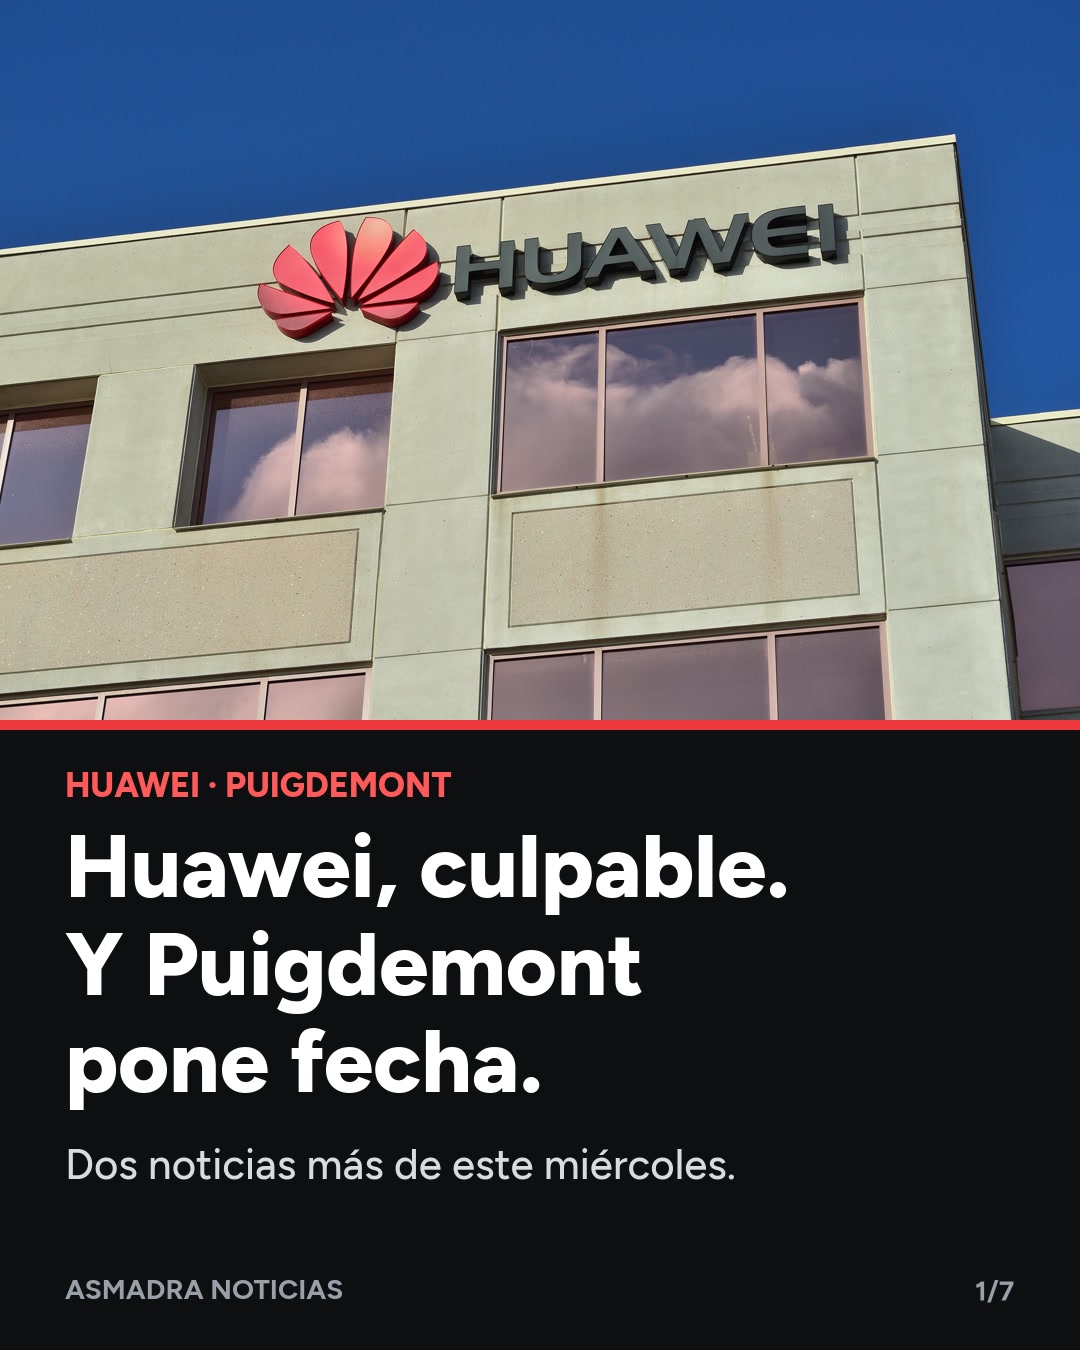 HUAWEI
HUAWEI · PUIGDEMONT
Huawei, culpable.
Y Puigdemont
pone fecha.
Dos noticias más de este miércoles.
ASMADRA NOTICIAS
1/7